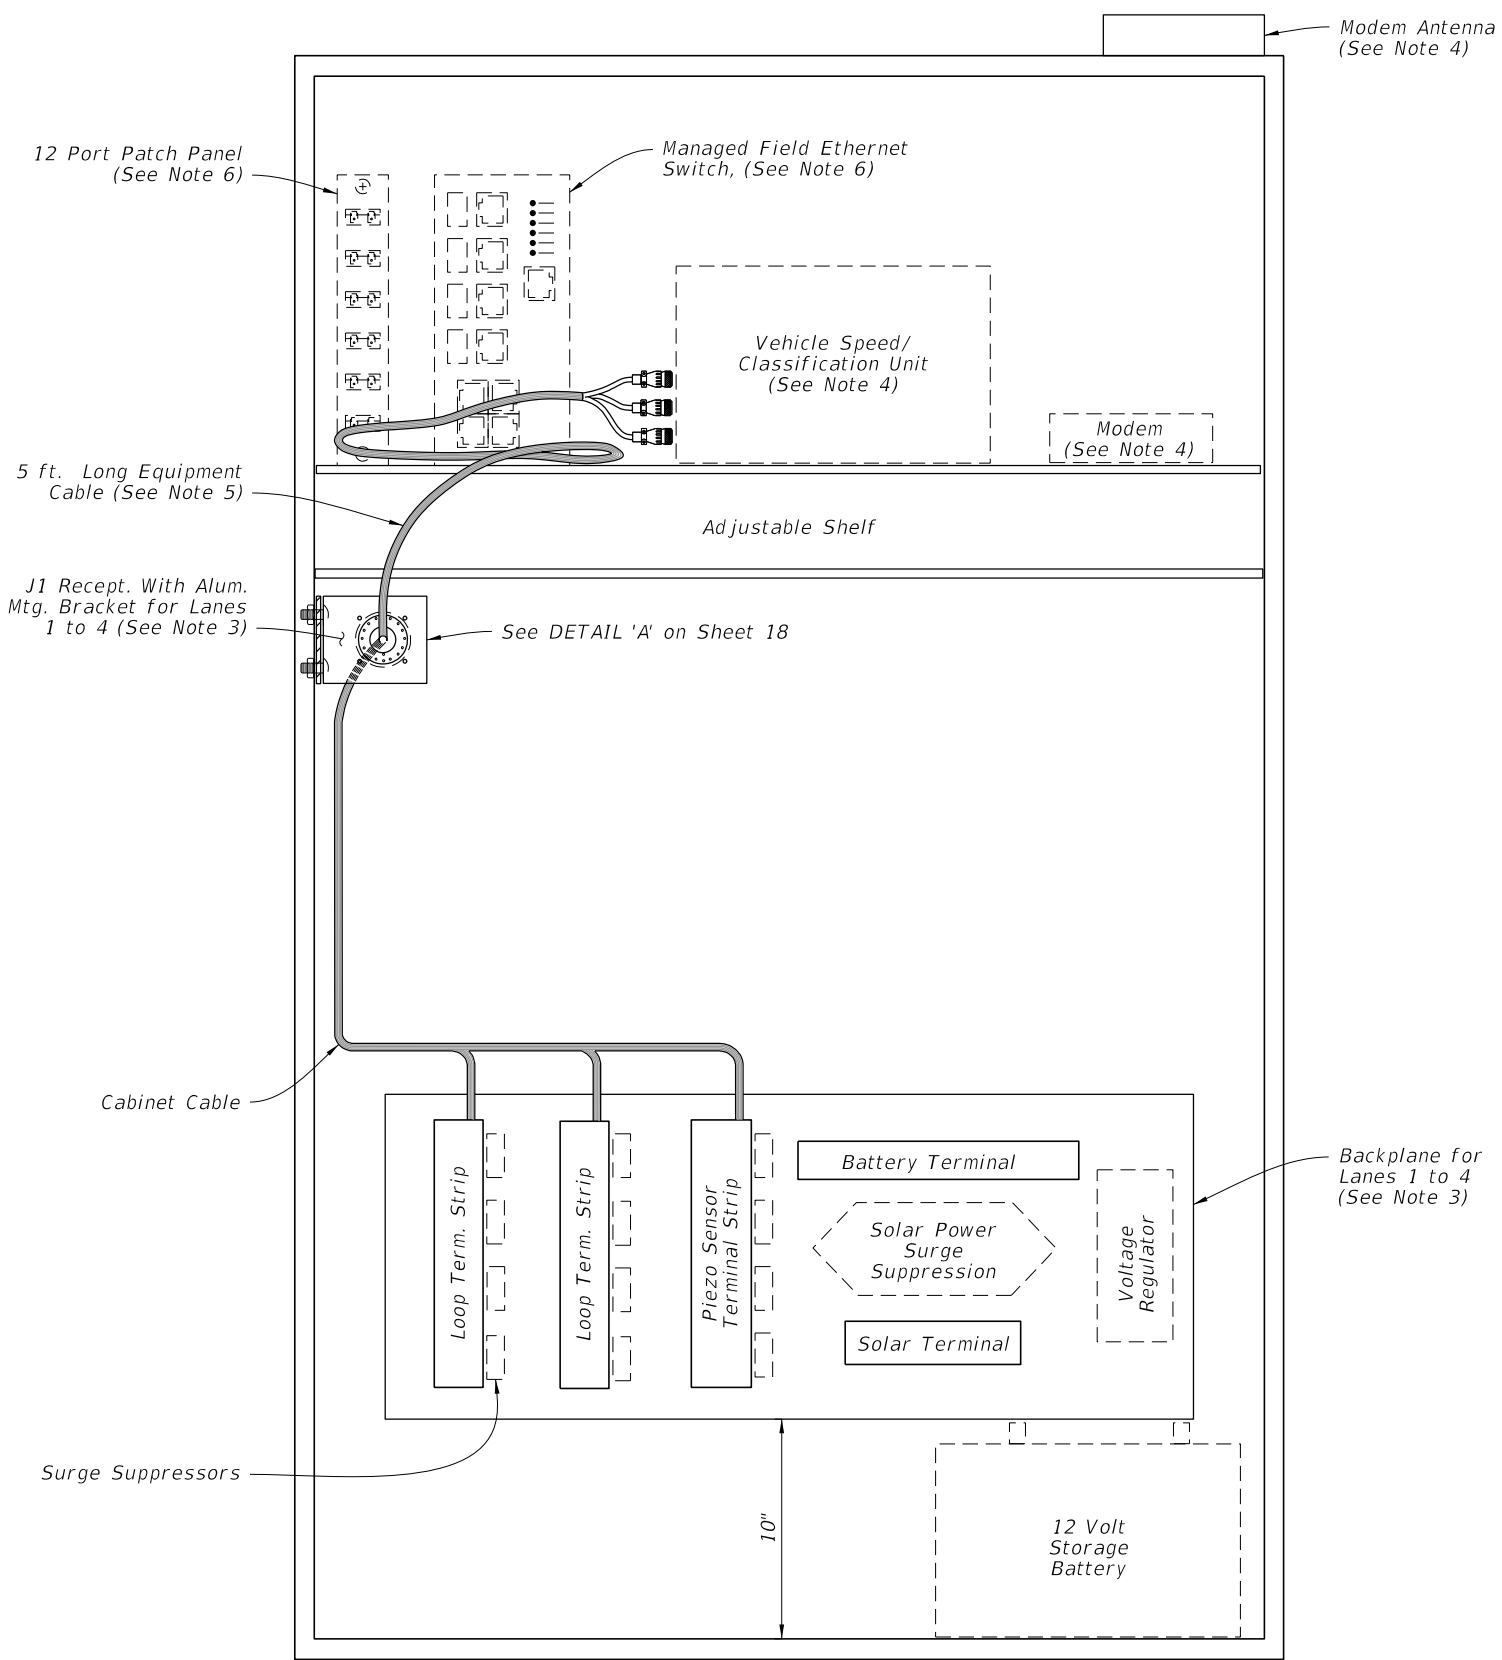 Modem Antenna
(See Note 4)
12 Port Patch Panel
(See Note 6)
Managed Field Ethernet
Switch, (See Note 6)
Vehicle Speed/
Classification Unit
(See Note 4)
Modem
(See Note 4)
5 ft. Long Equipment
Cable (See Note 5)
Adjustable Shelf
J1 Recept. With Alum.
Mtg. Bracket for Lanes
1 to 4 (See Note 3)
See DETAIL 'A' on Sheet 18
Cabinet Cable
Loop Term. Strip
Loop Term. Strip
Piezo Sensor
Terminal Strip
Battery Terminal
Solar Power
Surge
Suppression
Solar Terminal
Voltage
Regulator
Backplane for
Lanes 1 to 4
(See Note 3)
Surge Suppressors
10"
12 Volt
Storage
Battery